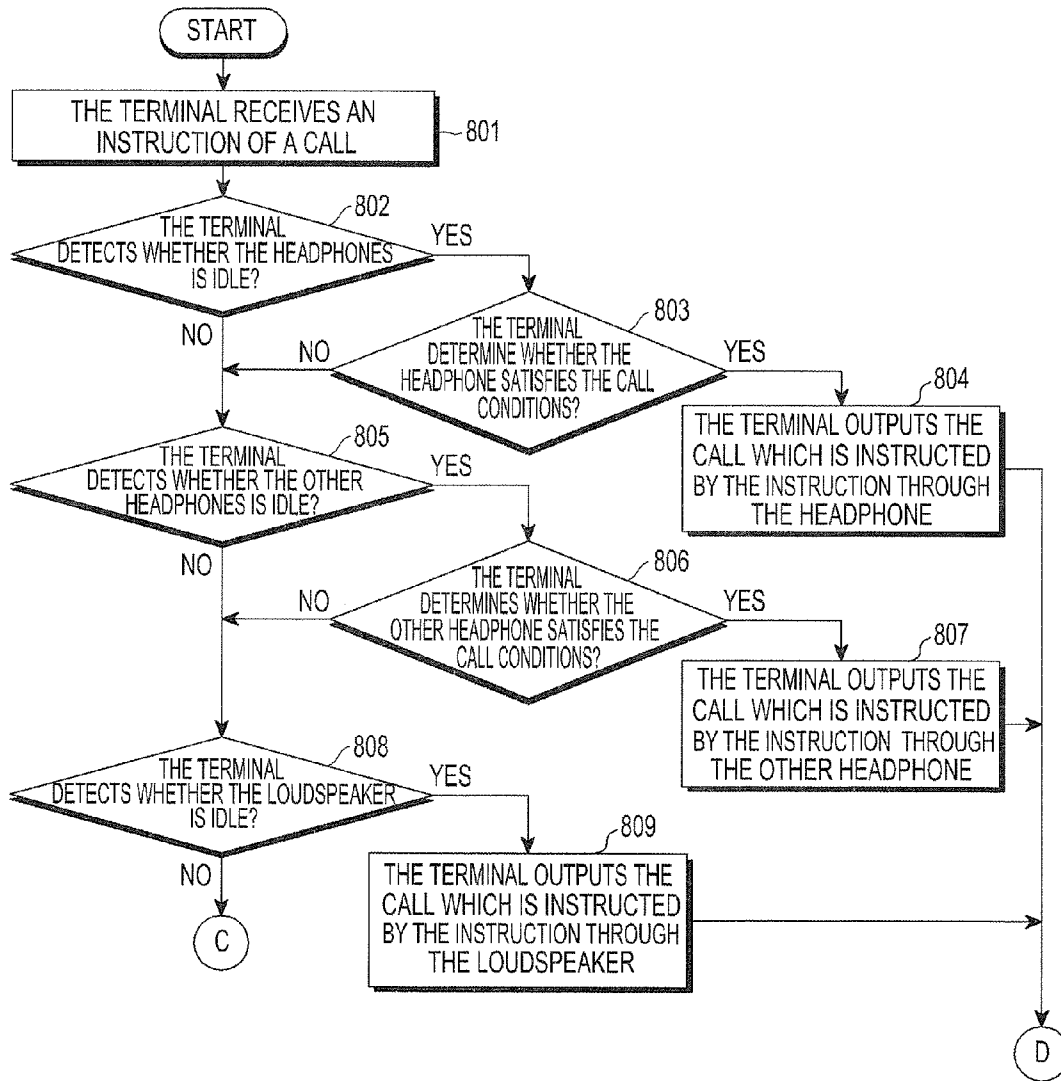 START
THE TERMINAL RECEIVES AN
INSTRUCTION OF A CALL
801
802
THE TERMINAL
DETECTS WHETHER THE HEADPHONES
IS IDLE?
YES
NO
803
THE TERMINAL
DETERMINE WHETHER THE
HEADPHONE SATISFIES THE CALL
CONDITIONS?
NO
YES
804
THE TERMINAL OUTPUTS THE
CALL WHICH IS INSTRUCTED
BY THE INSTRUCTION THROUGH
THE HEADPHONE
805
THE TERMINAL
DETECTS WHETHER THE OTHER
HEADPHONES IS IDLE?
YES
NO
806
THE TERMINAL
DETERMINES WHETHER THE
OTHER HEADPHONE SATISFIES THE
CALL CONDITIONS?
NO
YES
807
THE TERMINAL OUTPUTS THE
CALL WHICH IS INSTRUCTED
BY THE INSTRUCTION THROUGH
THE OTHER HEADPHONE
808
THE TERMINAL
DETECTS WHETHER THE LOUDSPEAKER
IS IDLE?
YES
NO
809
THE TERMINAL OUTPUTS THE
CALL WHICH IS INSTRUCTED
BY THE INSTRUCTION THROUGH
THE LOUDSPEAKER
C
D